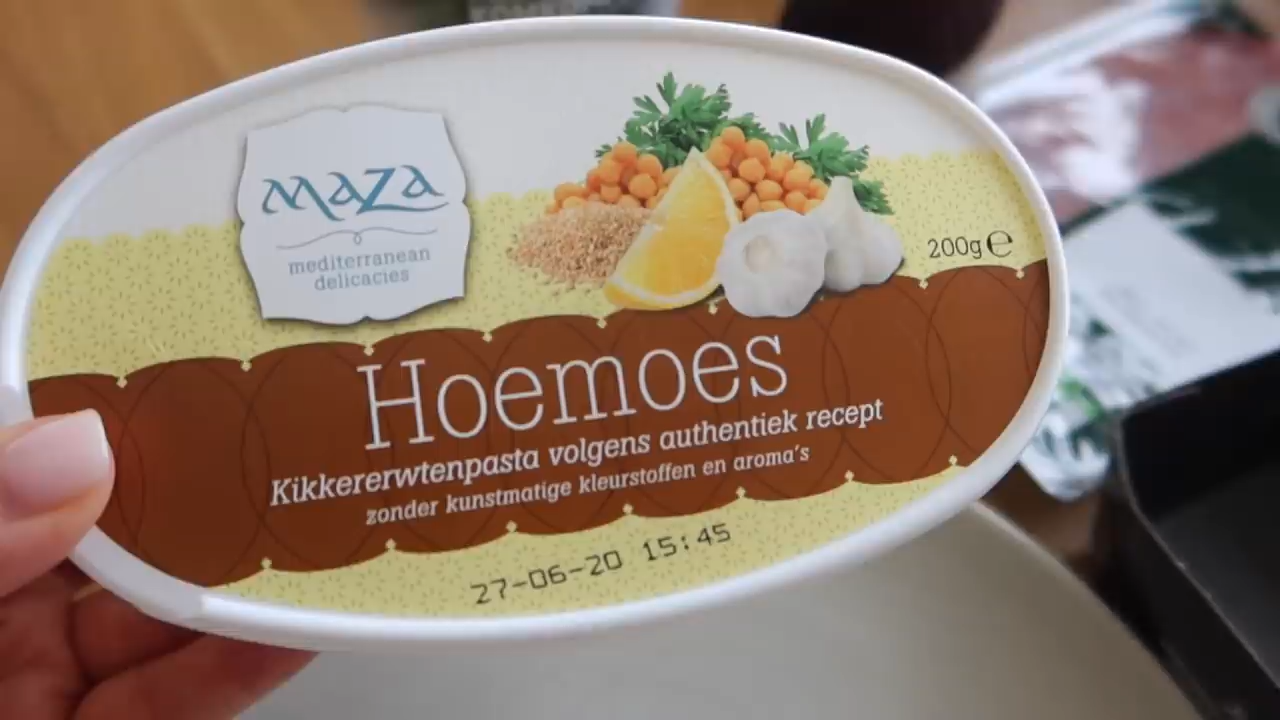 maza
mediterranean
delicacies
200g e
Hoemoes
Kikkererwtenpasta volgens authentiek recept
zonder kunstmatige kleurstoffen en aroma's
27-06-20 15:45